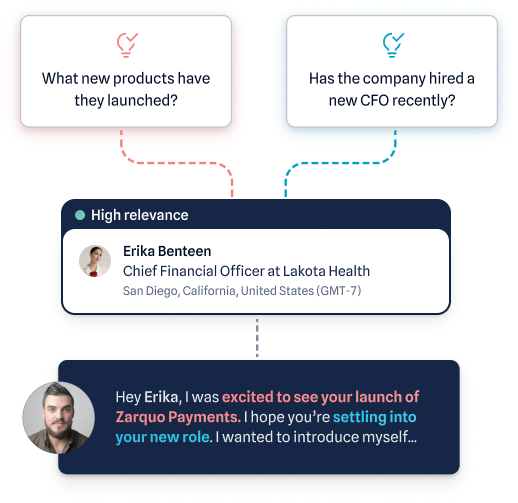 What new products have
they launched?
Has the company hired a
new CFO recently?
High relevance
Erika Benteen
Chief Financial Officer at Lakota Health
San Diego, California, United States (GMT-7)
Hey Erika, I was excited to see your launch of
Zarquo Payments. I hope you're settling into
your new role. I wanted to introduce myself...